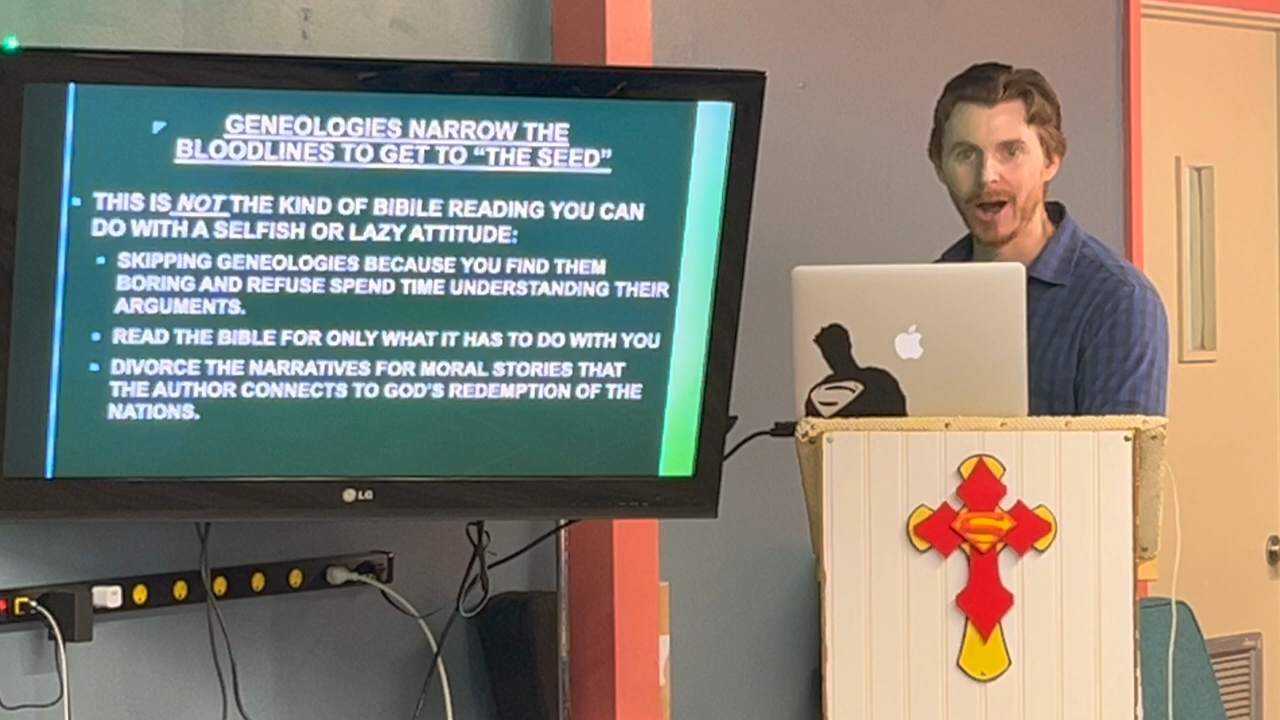 GENEOLOGIES NARROW THE
BLOODLINES TO GET TO “THE SEED”
THIS IS NOT THE KIND OF BIBILE READING YOU CAN
DO WITH A SELFISH OR LAZY ATTITUDE:
SKIPPING GENEOLOGIES BECAUSE YOU FIND THEM
BORING AND REFUSE SPEND TIME UNDERSTANDING THEIR
ARGUMENTS.
READ THE BIBLE FOR ONLY WHAT IT HAS TO DO WITH YOU
DIVORCE THE NARRATIVES FOR MORAL STORIES THAT
THE AUTHOR CONNECTS TO GOD'S REDEMPTION OF THE
NATIONS.
LG